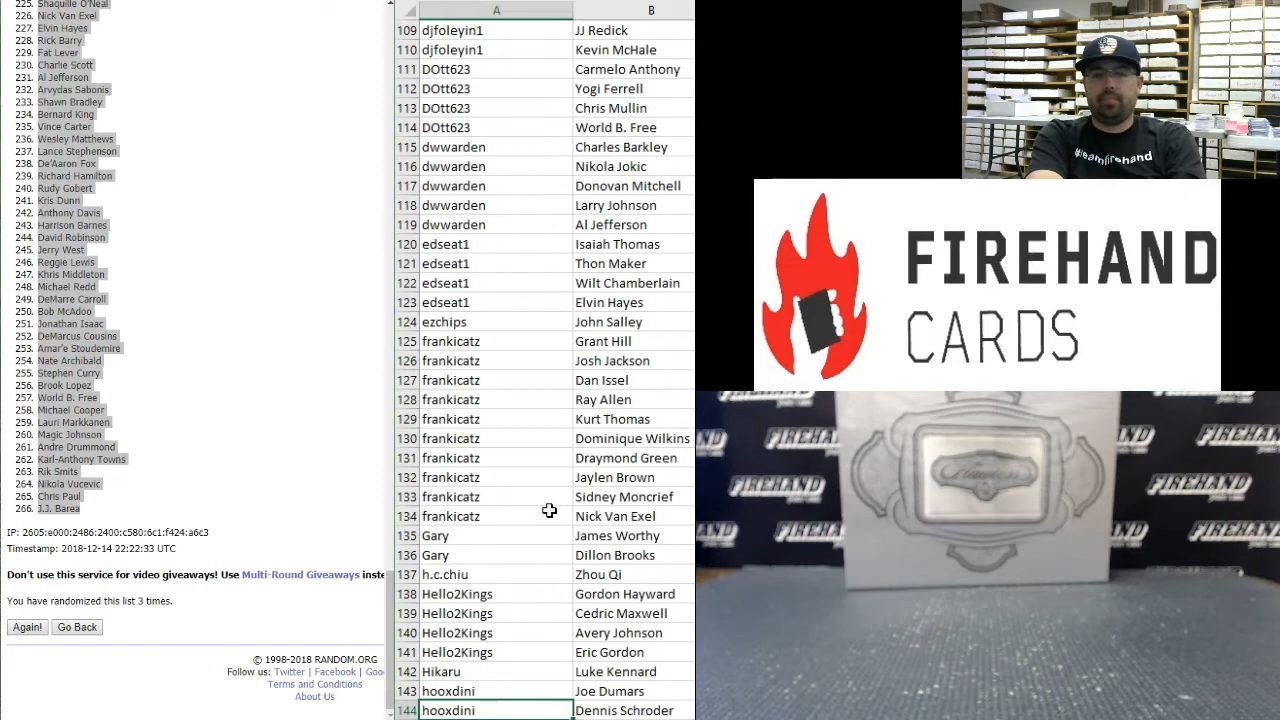 225. Shaquille O'Neal
226. Nick Van Exel
227. Elvin Hayes
228. Rick Barry
229. Fat Lever
230. Charlie Scott
231. Al Jefferson
232. Arvydas Sabonis
233. Shawn Bradley
234. Bernard King
235. Vince Carter
236. Wesley Matthews
237. Lance Stephenson
238. De'Aaron Fox
239. Richard Hamilton
240. Rudy Gobert
241. Kris Dunn
242. Anthony Davis
243. Harrison Barnes
244. David Robinson
245. Jerry West
246. Reggie Lewis
247. Khris Middleton
248. Michael Redd
249. DeMarre Carroll
250. Bob McAdoo
251. Jonathan Isaac
252. DeMarcus Cousins
253. Amar'e Stoudemire
254. Nate Archibald
255. Stephen Curry
256. Brook Lopez
257. World B. Free
258. Michael Cooper
259. Lauri Markkanen
260. Magic Johnson
261. Andre Drummond
262. Karl-Anthony Towns
263. Rik Smits
264. Nikola Vucevic
265. Chris Paul
266. J.J. Barea
IP: 2605:e000:2486:2400:c580:6c1:f424:a6c3
Timestamp: 2018-12-14 22:22:33 UTC
Don't use this service for video giveaways! Use Multi-Round Giveaways inste
You have randomized this list 3 times.
Again! Go Back
© 1998-2018 RANDOM.ORG
Follow us: Twitter | Facebook | Goo
Terms and Conditions
About Us
A B
109 djfoleyin1 JJ Redick
110 djfoleyin1 Kevin McHale
111 DOtt623 Carmelo Anthony
112 DOtt623 Yogi Ferrell
113 DOtt623 Chris Mullin
114 DOtt623 World B. Free
115 dwwarden Charles Barkley
116 dwwarden Nikola Jokic
117 dwwarden Donovan Mitchell
118 dwwarden Larry Johnson
119 dwwarden Al Jefferson
120 edseat1 Isaiah Thomas
121 edseat1 Thon Maker
122 edseat1 Wilt Chamberlain
123 edseat1 Elvin Hayes
124 ezchips John Salley
125 frankicatz Grant Hill
126 frankicatz Josh Jackson
127 frankicatz Dan Issel
128 frankicatz Ray Allen
129 frankicatz Kurt Thomas
130 frankicatz Dominique Wilkins
131 frankicatz Draymond Green
132 frankicatz Jaylen Brown
133 frankicatz Sidney Moncrief
134 frankicatz Nick Van Exel
135 Gary James Worthy
136 Gary Dillon Brooks
137 h.c.chiu Zhou Qi
138 Hello2Kings Gordon Hayward
139 Hello2Kings Cedric Maxwell
140 Hello2Kings Avery Johnson
141 Hello2Kings Eric Gordon
142 Hikaru Luke Kennard
143 hooxdini Joe Dumars
144 hooxdini Dennis Schroder
#teamfirehand
FIREHAND
CARDS
FIREHAND
FIREHAND
FIREHAND
FIREHAND
Flawless